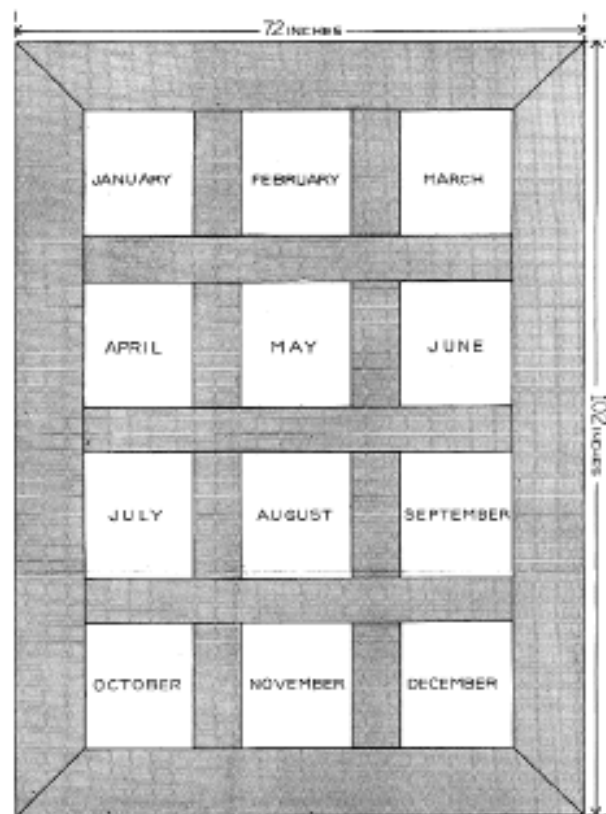 72 INCHES
JANUARY FEBRUARY MARCH
APRIL MAY JUNE
102 INCHES
JULY AUGUST SEPTEMBER
OCTOBER NOVEMBER DECEMBER